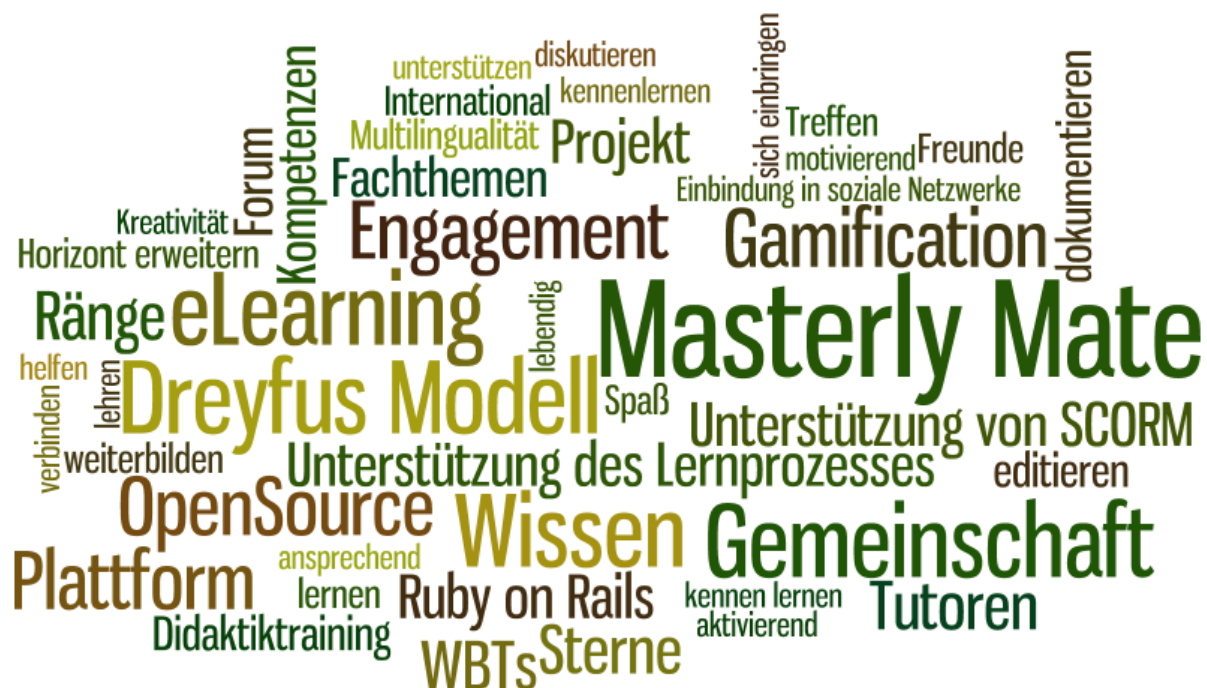 sich einbringen
diskutieren
unterstützen
Kompetenzen
dokumentieren
International
kennenlernen
Treffen
Multilingualität
Projekt
Forum
motivierend
Freunde
Fachthemen
Einbindung in soziale Netzwerke
Kreativität
Engagement
Gamification
Horizont erweitern
Ränge
eLearning
lebendig
Masterly Mate
helfen
lehren
Dreyfus Modell
Spaß
verbinden
Unterstützung von SCORM
weiterbilden
Unterstützung des Lernprozesses
editieren
OpenSource
Wissen
Gemeinschaft
Plattform
ansprechend
lernen
Ruby on Rails
kennen lernen
Tutoren
aktivierend
Didaktiktraining
WBTs
Sterne